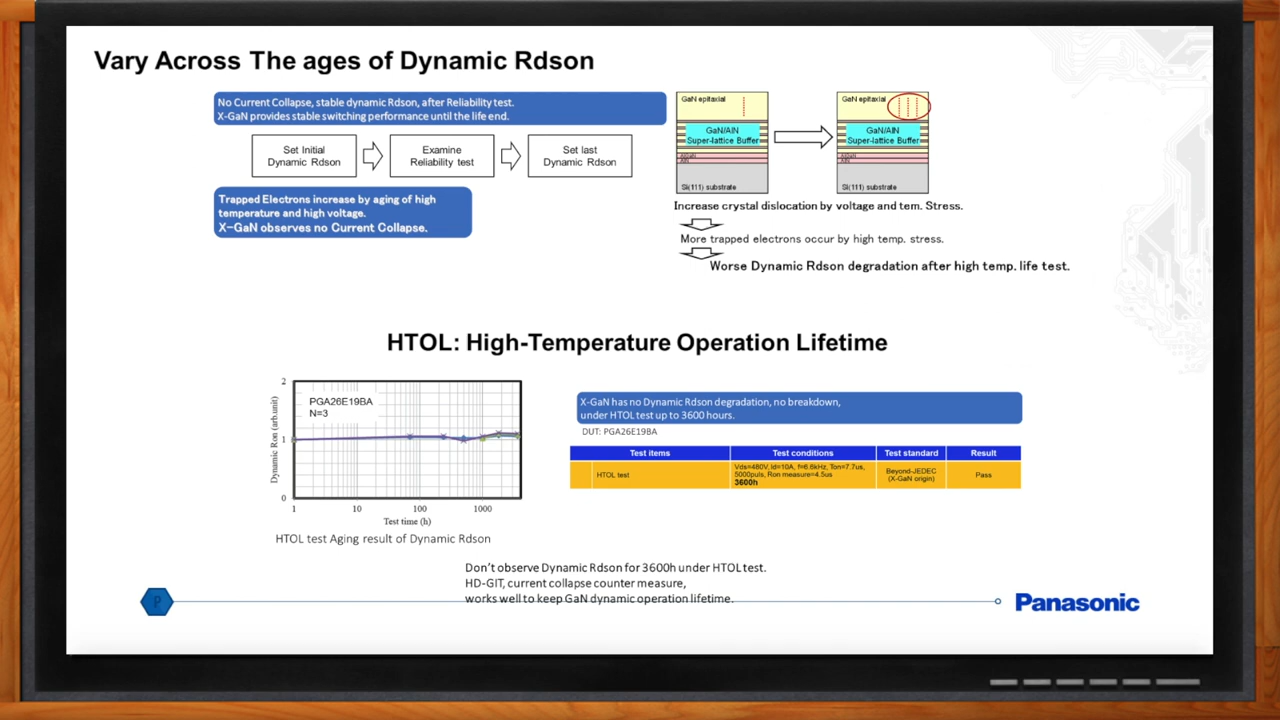 Vary Across The ages of Dynamic Rdson
No Current Collapse, stable dynamic Rdson, after Reliability test.
X-GaN provides stable switching performance until the life end.
Set Initial
Dynamic Rdson
Examine
Reliability test
Set last
Dynamic Rdson
Trapped Electrons increase by aging of high
temperature and high voltage.
X-GaN observes no Current Collapse.
GaN epitaxial
GaN/AlN
Super-lattice Buffer
AlGaN
AlN
Si(111) substrate
GaN epitaxial
GaN/AlN
Super-lattice Buffer
AlGaN
AlN
Si(111) substrate
Increase crystal dislocation by voltage and tem. Stress.
More trapped electrons occur by high temp. stress.
Worse Dynamic Rdson degradation after high temp. life test.
HTOL: High-Temperature Operation Lifetime
Dynamic Ron (arb.unit)
2
1
0
PGA26E19BA
N=3
1 10 100 1000
Test time (h)
HTOL test Aging result of Dynamic Rdson
X-GaN has no Dynamic Rdson degradation, no breakdown,
under HTOL test up to 3600 hours.
DUT: PGA26E19BA
Test items Test conditions Test standard Result
HTOL test
Vds=480V, Id=10A, f=6.6kHz, Ton=7.7us,
5000puls, Ron measure=4.5us
3600h
Beyond-JEDEC
(X-GaN origin)
Pass
Don't observe Dynamic Rdson for 3600h under HTOL test.
HD-GIT, current collapse counter measure,
works well to keep GaN dynamic operation lifetime.
P
Panasonic